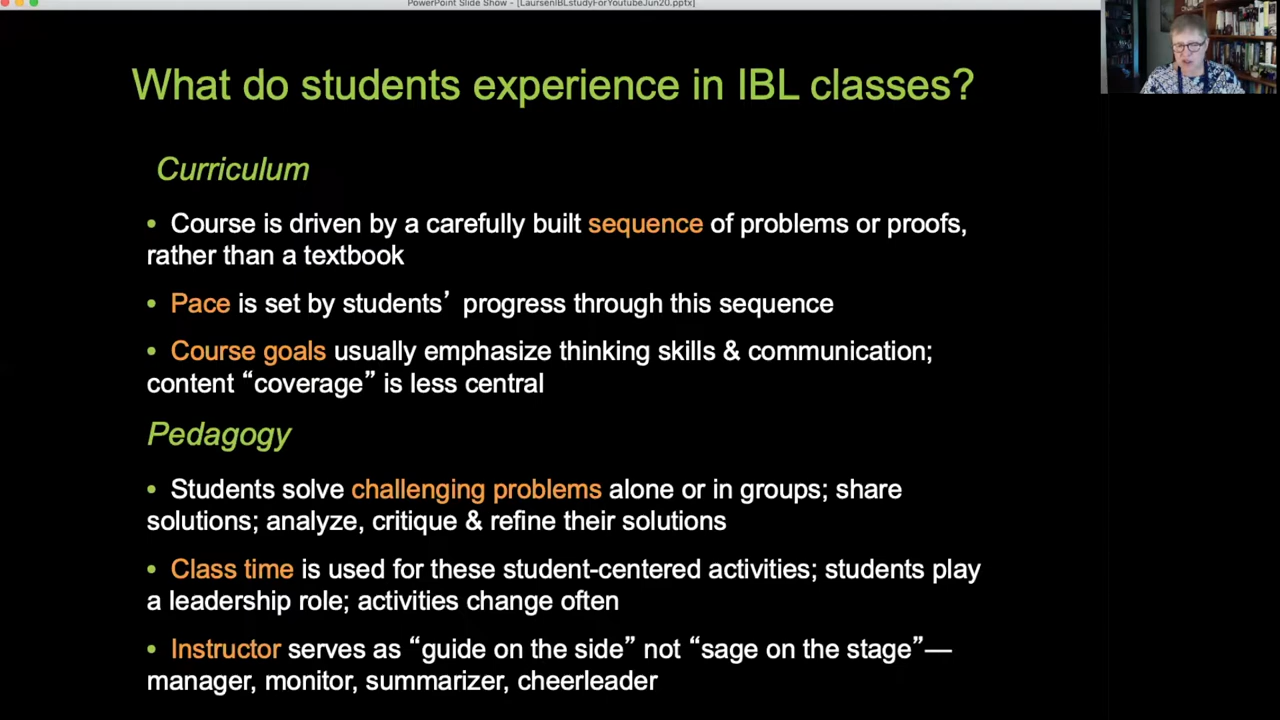 PowerPoint Slide Show - [LaursenIBLstudyForYoutubeJun20.pptx]
What do students experience in IBL classes?
Curriculum
• Course is driven by a carefully built sequence of problems or proofs,
rather than a textbook
• Pace is set by students’ progress through this sequence
• Course goals usually emphasize thinking skills & communication;
content “coverage” is less central
Pedagogy
• Students solve challenging problems alone or in groups; share
solutions; analyze, critique & refine their solutions
• Class time is used for these student-centered activities; students play
a leadership role; activities change often
• Instructor serves as “guide on the side” not “sage on the stage”—
manager, monitor, summarizer, cheerleader